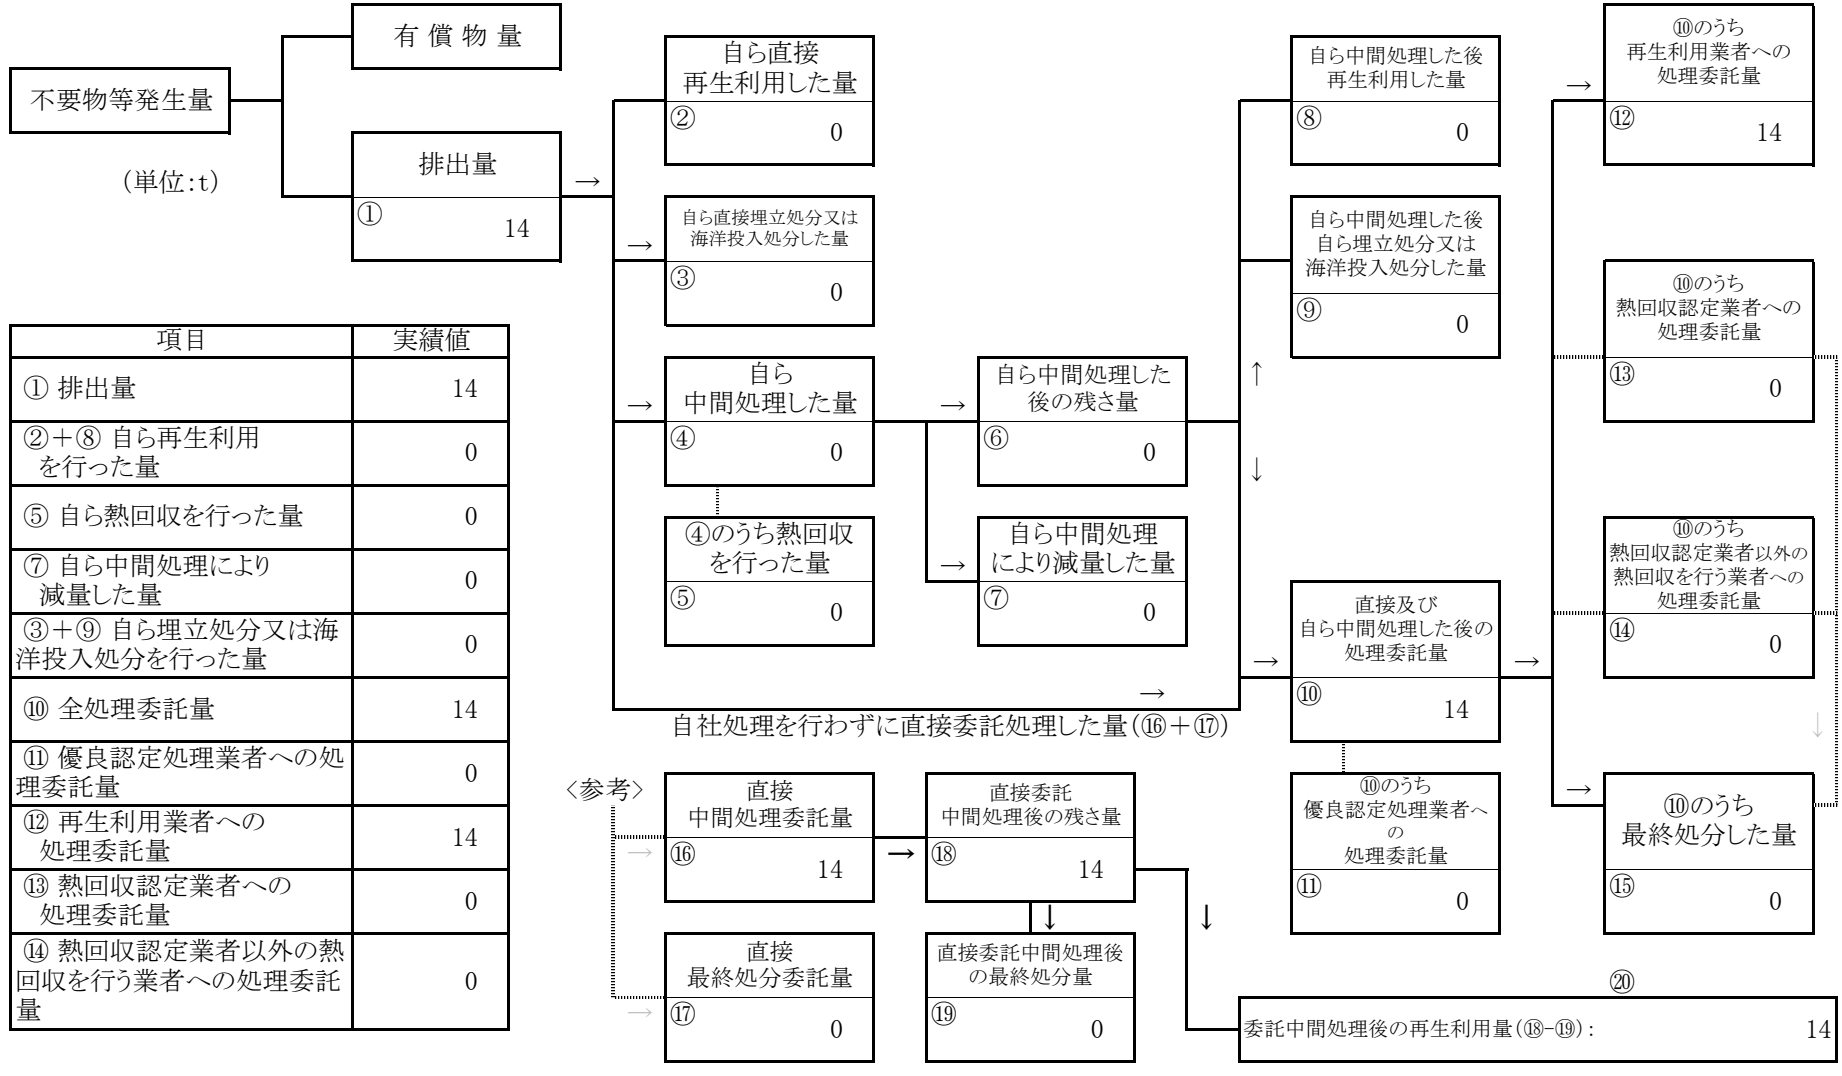 不要物等発生量
有 償 物 量
排出量
①
14
(単位:t)
→
自ら直接
再生利用した量
②
0
→
自ら直接埋立処分又は
海洋投入処分した量
③
0
→
自ら
中間処理した量
④
0
④のうち熱回収
を行った量
⑤
0
→
自ら中間処理した
後の残さ量
⑥
0
→
自ら中間処理
により減量した量
⑦
0
自ら中間処理した後
再生利用した量
⑧
0
自ら中間処理した後
自ら埋立処分又は
海洋投入処分した量
⑨
0
↑
↓
→
自社処理を行わずに直接委託処理した量(⑯+⑰)
→
直接及び
自ら中間処理した後の
処理委託量
⑩
14
⑩のうち
優良認定処理業者へ
の
処理委託量
⑪
0
→
→
⑩のうち
再生利用業者への
処理委託量
⑫
14
⑩のうち
熱回収認定業者への
処理委託量
⑬
0
⑩のうち
熱回収認定業者以外の
熱回収を行う業者への
処理委託量
⑭
0
↓
→
⑩のうち
最終処分した量
⑮
0
項目 実績値
① 排出量 14
②+⑧ 自ら再生利用
を行った量 0
⑤ 自ら熱回収を行った量 0
⑦ 自ら中間処理により
減量した量 0
③+⑨ 自ら埋立処分又は海
洋投入処分を行った量 0
⑩ 全処理委託量 14
⑪ 優良認定処理業者への処
理委託量 0
⑫ 再生利用業者への
処理委託量 14
⑬ 熱回収認定業者への
処理委託量 0
⑭ 熱回収認定業者以外の熱
回収を行う業者への処理委託 0
量
<参考>
→
直接
中間処理委託量
⑯
14
→
直接
最終処分委託量
⑰
0
→
直接委託
中間処理後の残さ量
⑱
14
↓
直接委託中間処理後
の最終処分量
⑲
0
↓
⑳
委託中間処理後の再生利用量(⑱-⑲): 14